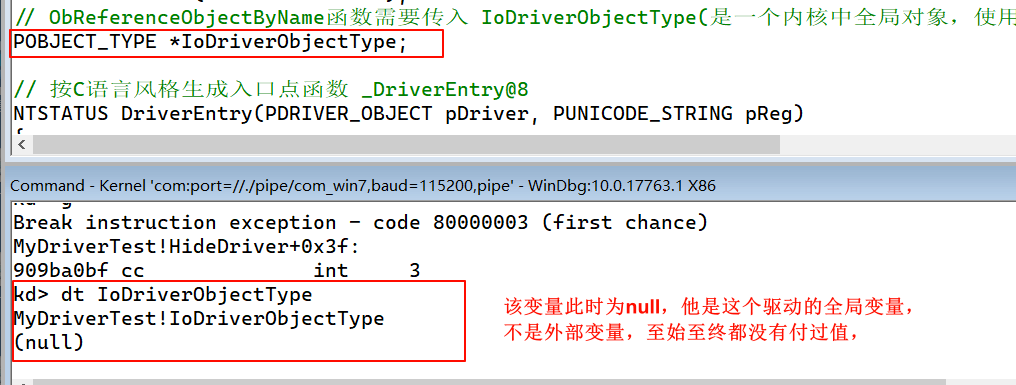 // ObReferenceObjectByName函数需要传入 IoDriverObjectType(是一个内核中全局对象，使用
POBJECT_TYPE *IoDriverObjectType;
// 按C语言风格生成入口点函数 _DriverEntry@8
NTSTATUS DriverEntry(PDRIVER_OBJECT pDriver, PUNICODE_STRING pReg)
Command - Kernel 'com:port=//./pipe/com_win7,baud=115200,pipe' - WinDbg:10.0.17763.1 X86
Break instruction exception - code 80000003 (first chance)
MyDriverTest!HideDriver+0x3f:
909ba0bf cc int 3
kd> dt IoDriverObjectType
MyDriverTest!IoDriverObjectType
(null)
该变量此时为null，他是这个驱动的全局变量，
不是外部变量，至始至终都没有付过值，
kd>